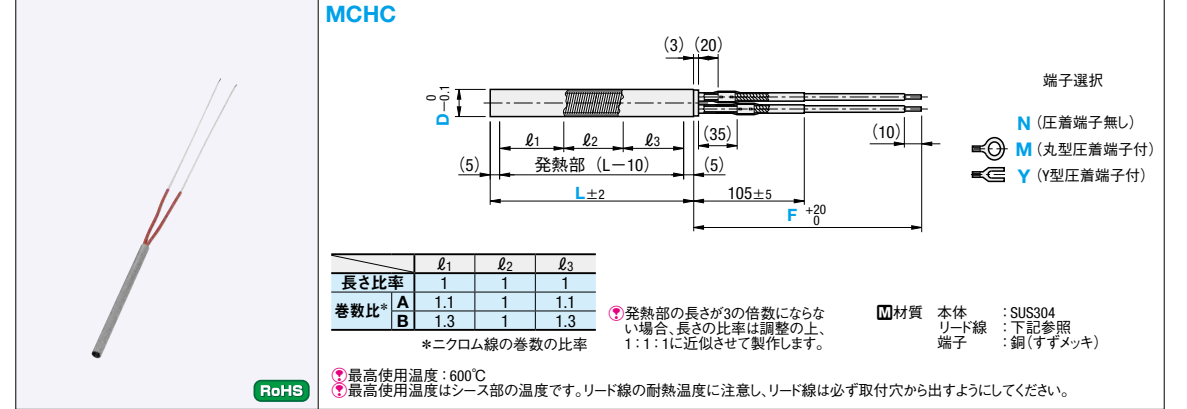 MCHC
(3) (20)
D 0 −0.1
ℓ1 ℓ2 ℓ3
(35)
(10)
(5) 発熱部 (L−10) (5)
L±2
105±5
F +20 0
端子選択
N (圧着端子無し)
M (丸型圧着端子付)
Y (Y型圧着端子付)
ℓ1 ℓ2 ℓ3
長さ比率 1 1 1
巻数比* A 1.1 1 1.1
B 1.3 1 1.3
*ニクロム線の巻数の比率
発熱部の長さが3の倍数にならな
い場合、長さの比率は調整の上、
1:1:1に近似させて製作します。
M材質 本体 :SUS304
リード線 :下記参照
端子 :銅(すずメッキ)
最高使用温度:600℃
最高使用温度はシース部の温度です。リード線の耐熱温度に注意し、リード線は必ず取付穴から出すようにしてください。
RoHS